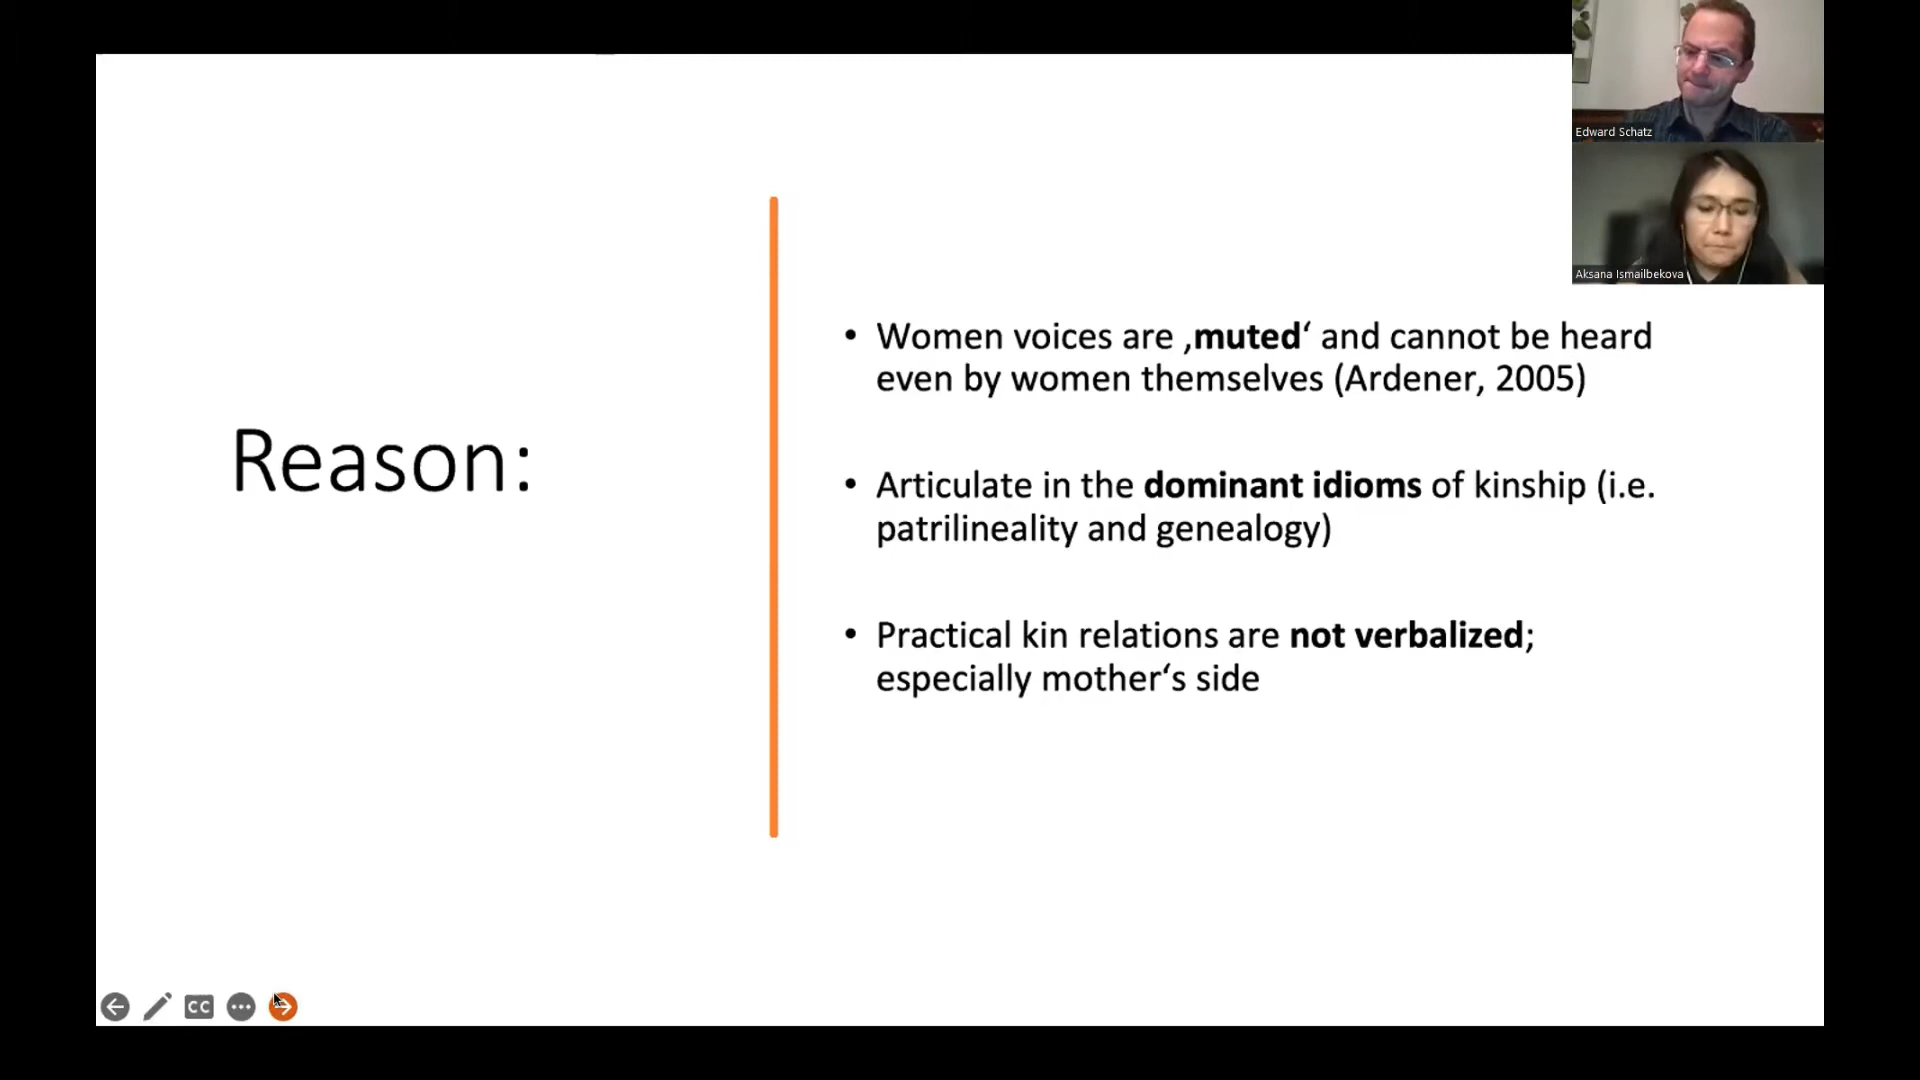 Edward Schatz
Aksana Ismailbekova
Reason:
• Women voices are ‚muted‘ and cannot be heard
even by women themselves (Ardener, 2005)
• Articulate in the dominant idioms of kinship (i.e.
patrilineality and genealogy)
• Practical kin relations are not verbalized;
especially mother‘s side
CC